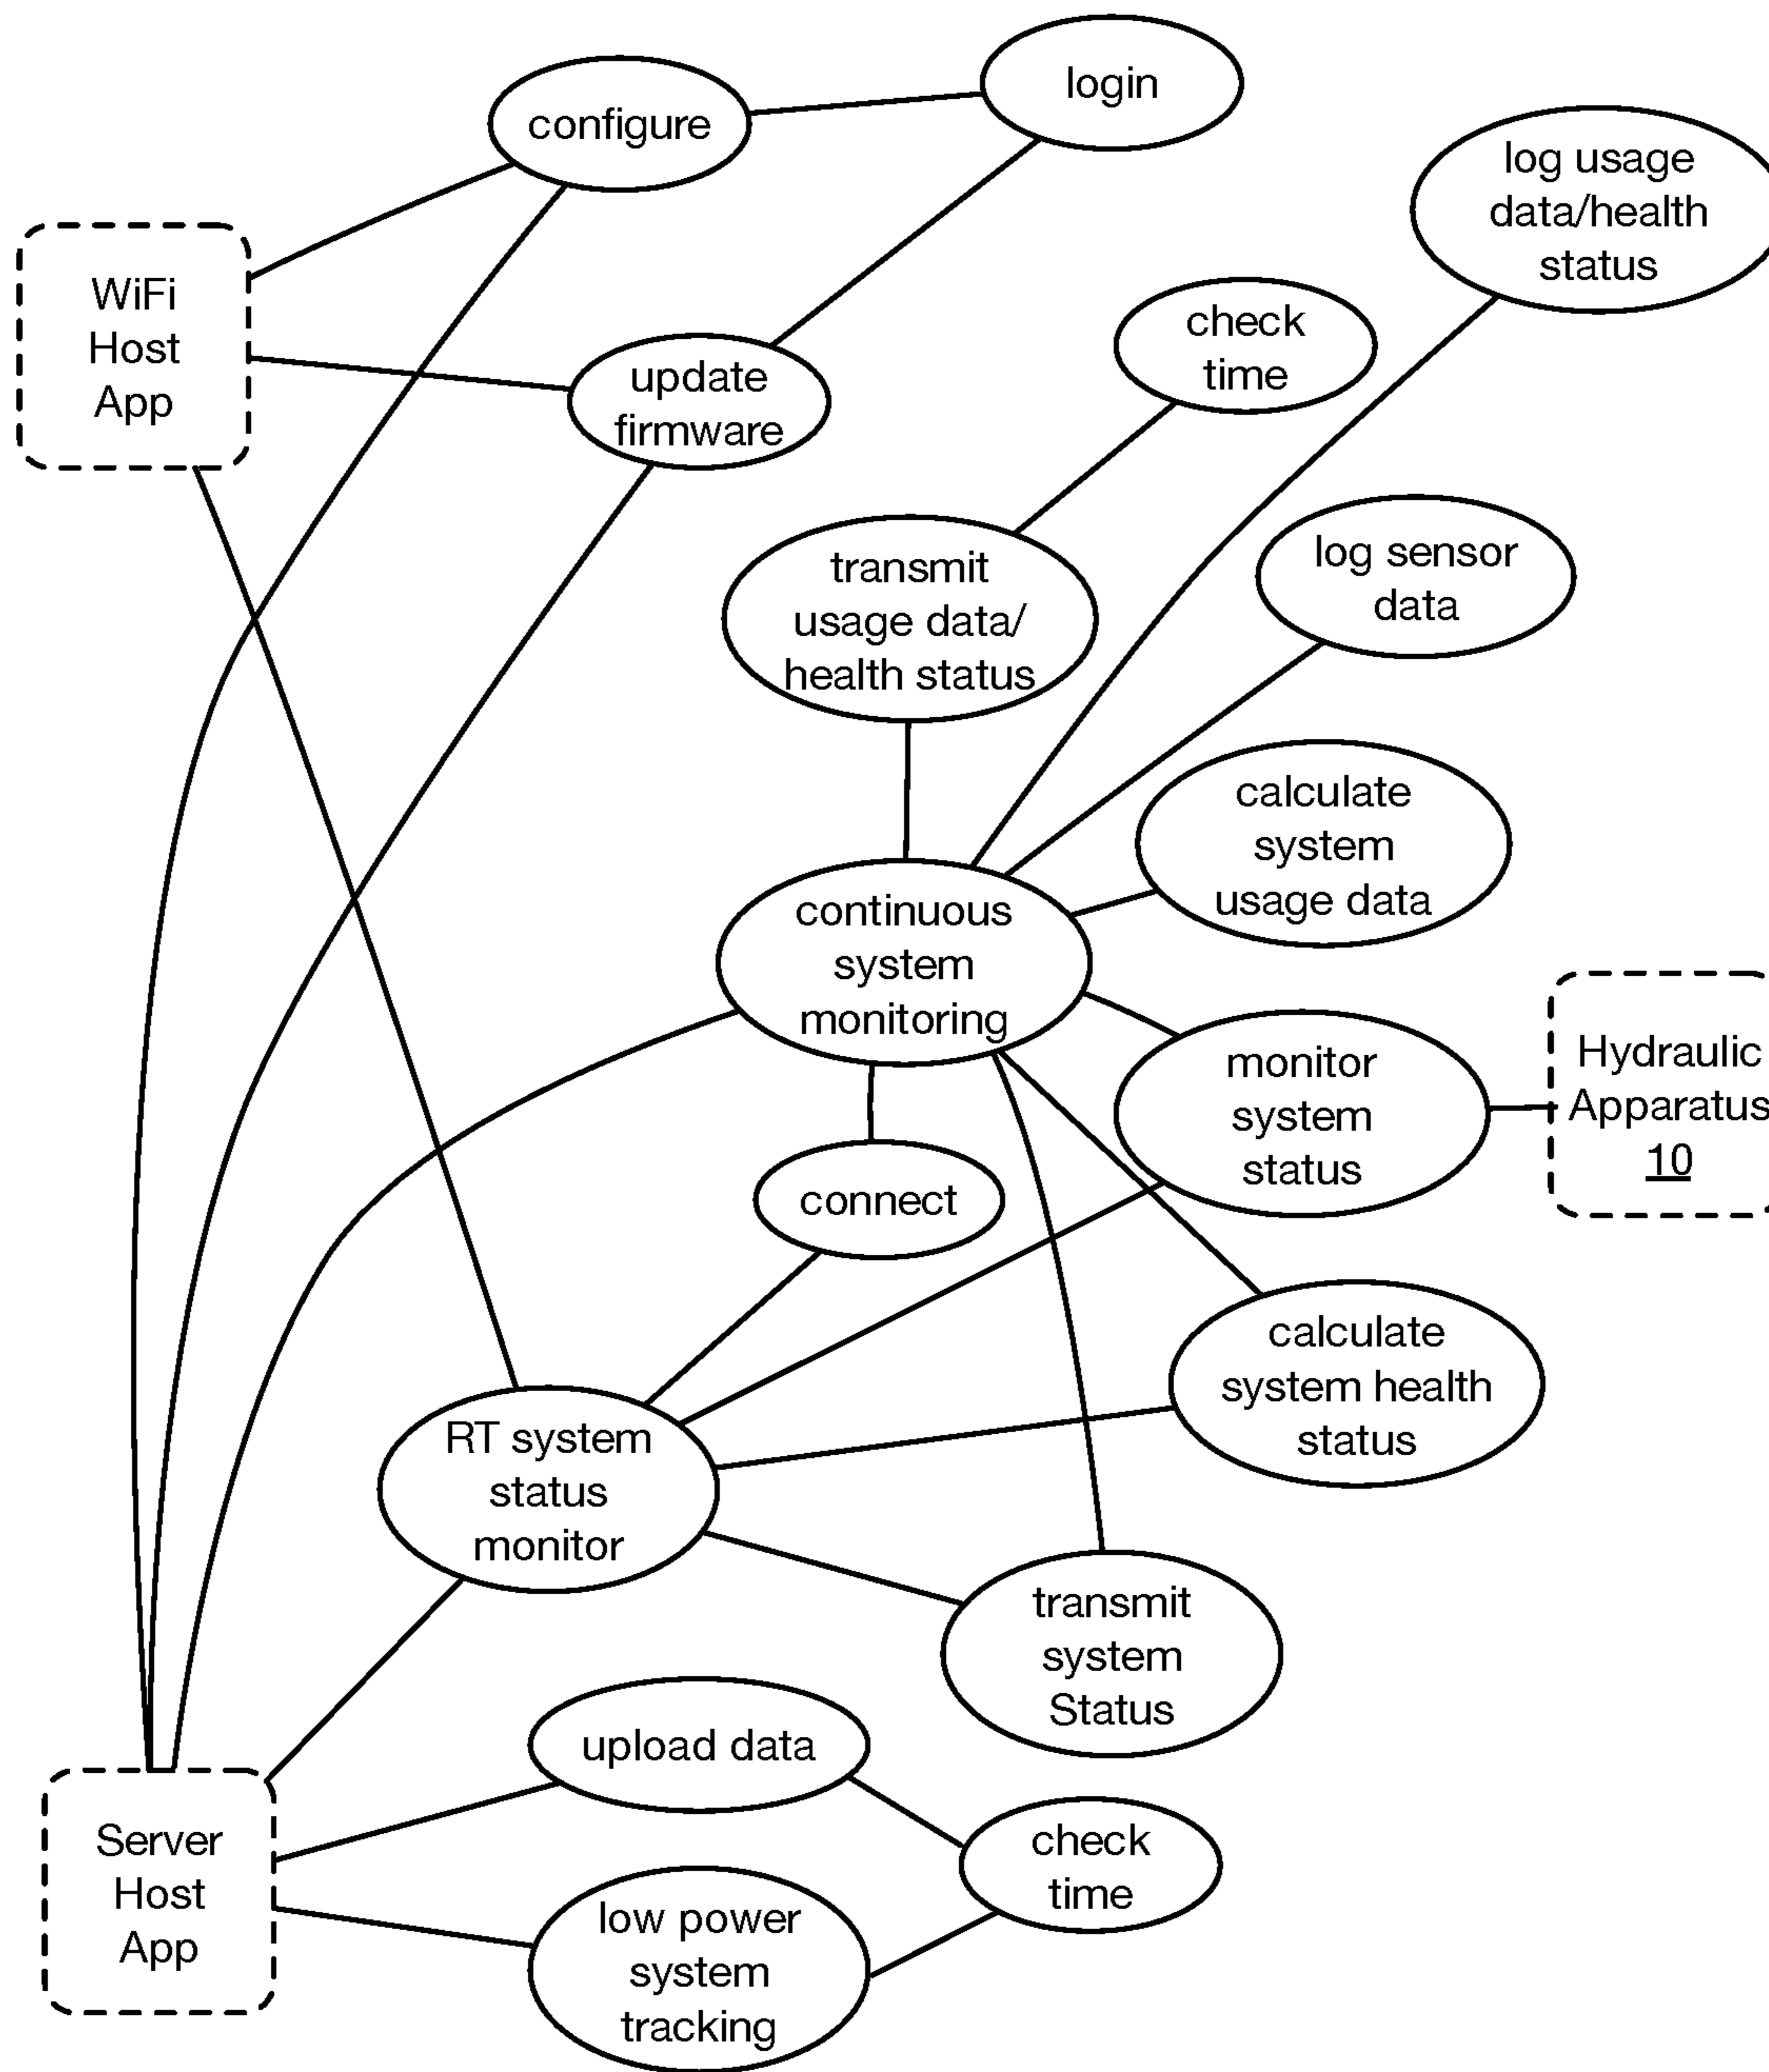 configure
login
log usage
data/health
status
WiFi
Host
App
check
time
update
firmware
transmit
usage data/
health status
log sensor
data
calculate
system
usage data
continuous
system
monitoring
Hydraulic
Apparatus
10
monitor
system
status
connect
calculate
system health
status
RT system
status
monitor
transmit
system
Status
upload data
Server
Host
App
check
time
low power
system
tracking